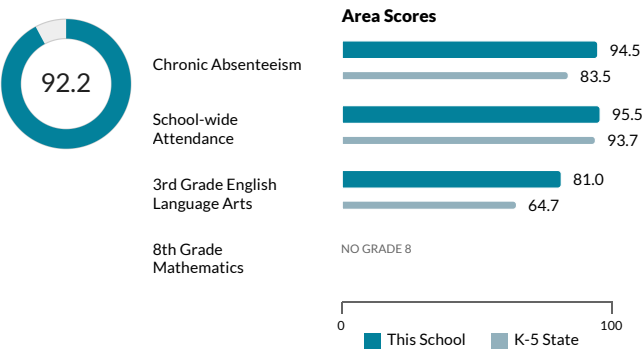 Area Scores
92.2
Chronic Absenteeism
94.5
83.5
School-wide
Attendance
95.5
93.7
3rd Grade English
Language Arts
81.0
64.7
8th Grade
Mathematics
NO GRADE 8
0
100
This School
K-5 State